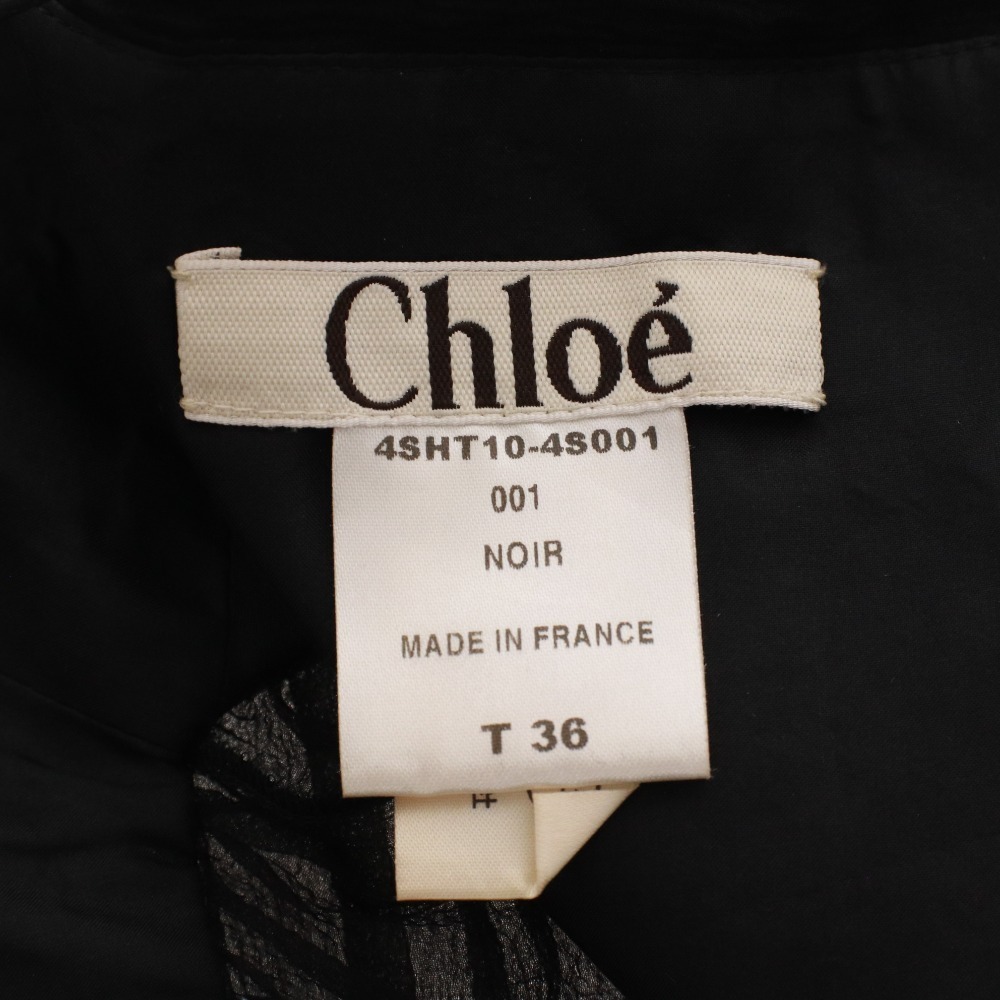 Chloé
4SHT10-4S001
001
NOIR
MADE IN FRANCE
T 36